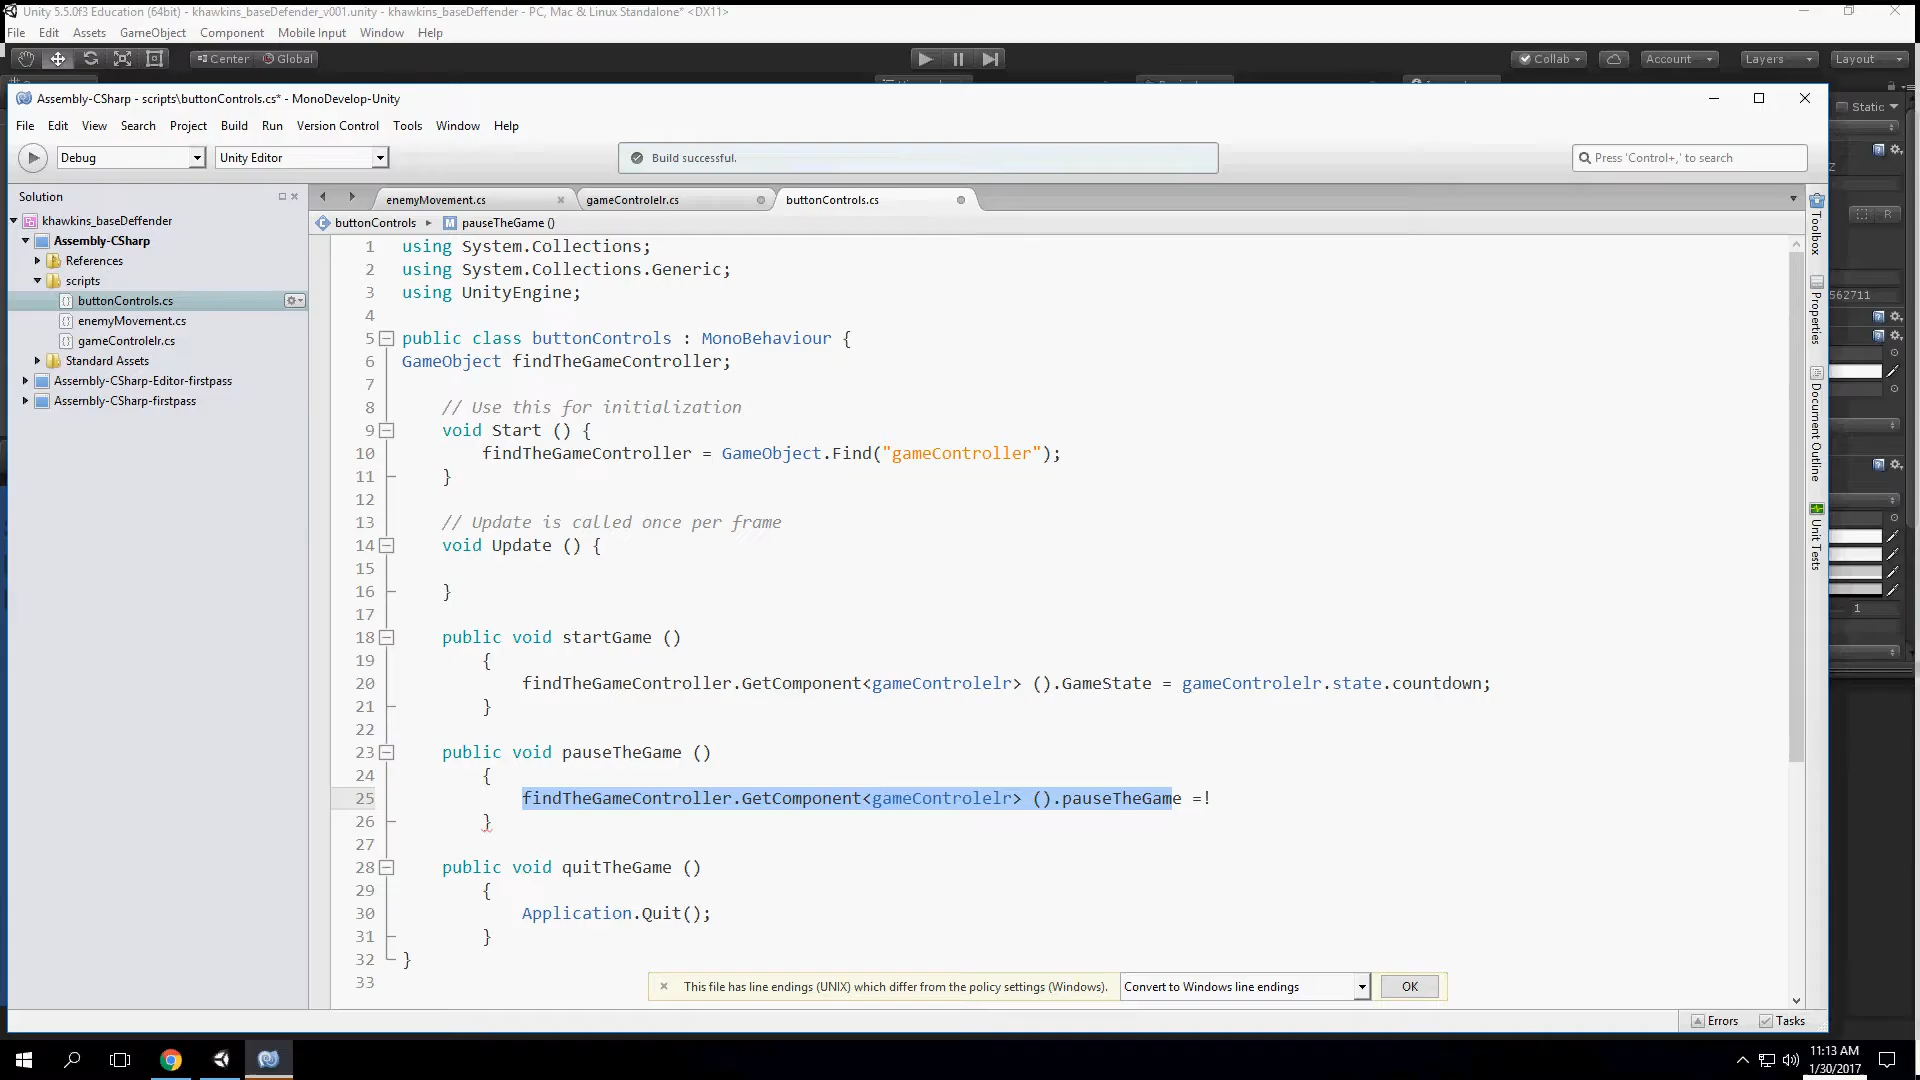 Unity 5.5.0f3 Education (64bit) - khawkins_baseDefender_v001.unity - khawkins_baseDeffender - PC, Mac & Linux Standalone* <DX11>
File Edit Assets GameObject Component Mobile Input Window Help
Center Global Collab Account Layers Layout
Assembly-CSharp - scripts\buttonControls.cs* - MonoDevelop-Unity
Static
File Edit View Search Project Build Run Version Control Tools Window Help
Debug Unity Editor Build successful. Press 'Control+,' to search
Solution
enemyMovement.cs gameControlelr.cs buttonControls.cs
khawkins_baseDeffender
Assembly-CSharp
References
scripts
buttonControls.cs
enemyMovement.cs
gameControlelr.cs
Standard Assets
Assembly-CSharp-Editor-firstpass
Assembly-CSharp-firstpass
buttonControls pauseTheGame ()
1 using System.Collections;
2 using System.Collections.Generic;
3 using UnityEngine;
4
5 public class buttonControls : MonoBehaviour {
6 GameObject findTheGameController;
7
8 // Use this for initialization
9 void Start () {
10 findTheGameController = GameObject.Find("gameController");
11 }
12
13 // Update is called once per frame
14 void Update () {
15
16 }
17
18 public void startGame ()
19 {
20 findTheGameController.GetComponent<gameControlelr> ().GameState = gameControlelr.state.countdown;
21 }
22
23 public void pauseTheGame ()
24 {
25 findTheGameController.GetComponent<gameControlelr> ().pauseTheGame =!
26 }
27
28 public void quitTheGame ()
29 {
30 Application.Quit();
31 }
32 }
33
Toolbox
Properties
Document Outline
Unit Tests
562711
1
This file has line endings (UNIX) which differ from the policy settings (Windows). Convert to Windows line endings OK
Errors Tasks
11:13 AM
1/30/2017